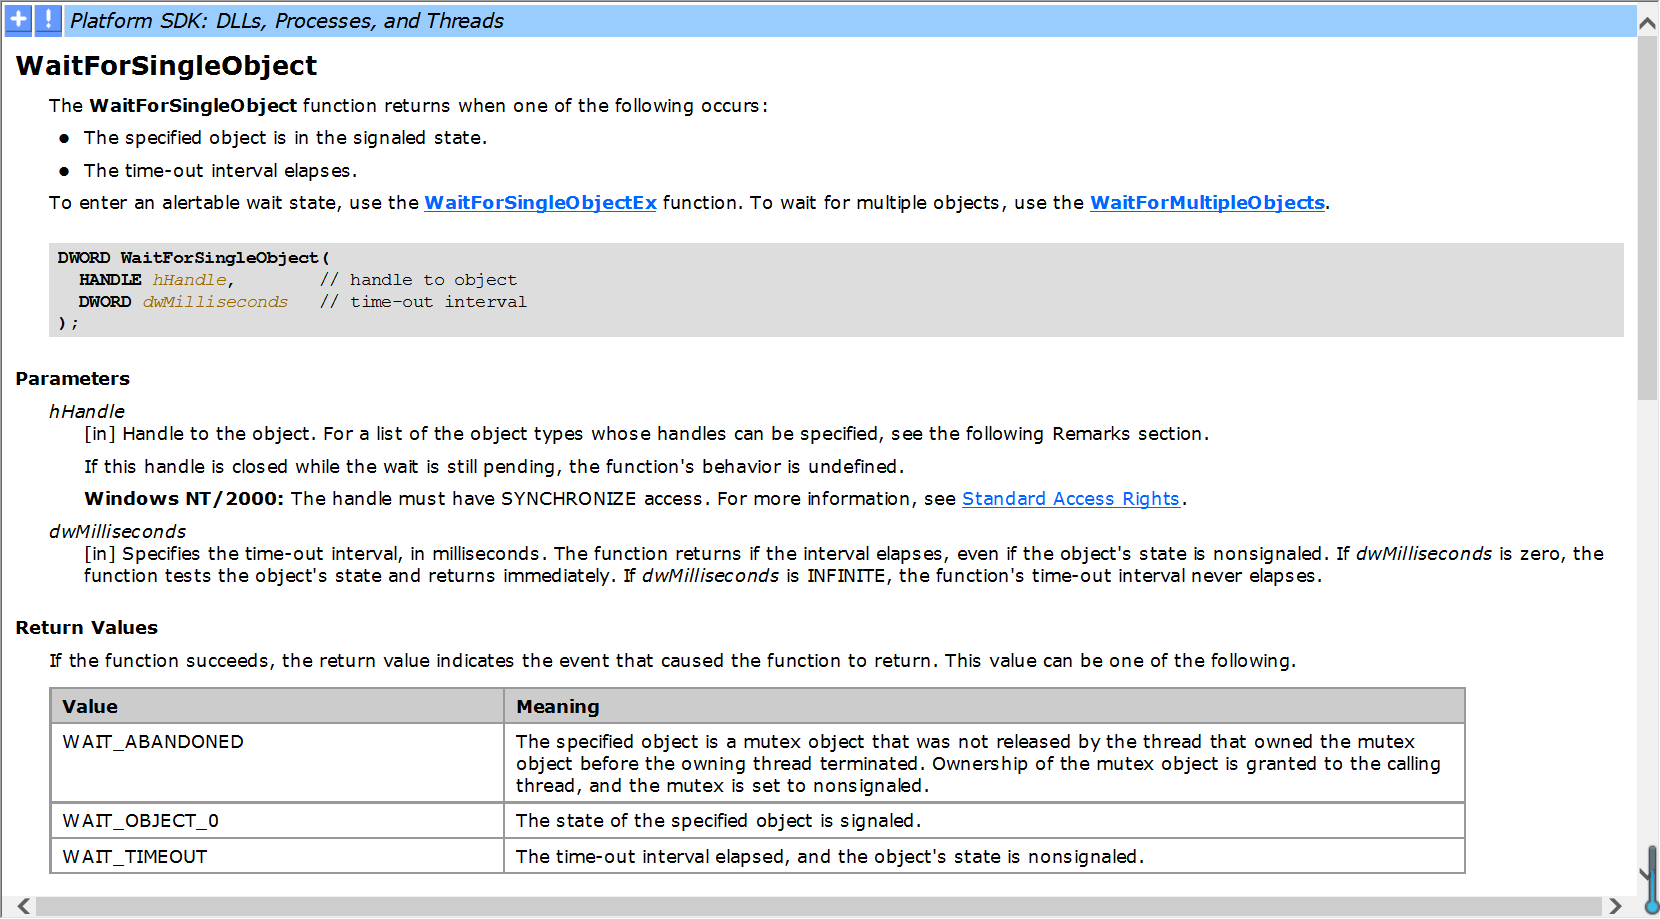 Platform SDK: DLLs, Processes, and Threads
WaitForSingleObject
The WaitForSingleObject function returns when one of the following occurs:
● The specified object is in the signaled state.
● The time-out interval elapses.
To enter an alertable wait state, use the WaitForSingleObjectEx function. To wait for multiple objects, use the WaitForMultipleObjects.
DWORD WaitForSingleObject(
  HANDLE hHandle,        // handle to object
  DWORD dwMilliseconds   // time-out interval
);
Parameters
hHandle
[in] Handle to the object. For a list of the object types whose handles can be specified, see the following Remarks section.
If this handle is closed while the wait is still pending, the function's behavior is undefined.
Windows NT/2000: The handle must have SYNCHRONIZE access. For more information, see Standard Access Rights.
dwMilliseconds
[in] Specifies the time-out interval, in milliseconds. The function returns if the interval elapses, even if the object's state is nonsignaled. If dwMilliseconds is zero, the
function tests the object's state and returns immediately. If dwMilliseconds is INFINITE, the function's time-out interval never elapses.
Return Values
If the function succeeds, the return value indicates the event that caused the function to return. This value can be one of the following.
Value Meaning
WAIT_ABANDONED The specified object is a mutex object that was not released by the thread that owned the mutex
object before the owning thread terminated. Ownership of the mutex object is granted to the calling
thread, and the mutex is set to nonsignaled.
WAIT_OBJECT_0 The state of the specified object is signaled.
WAIT_TIMEOUT The time-out interval elapsed, and the object's state is nonsignaled.